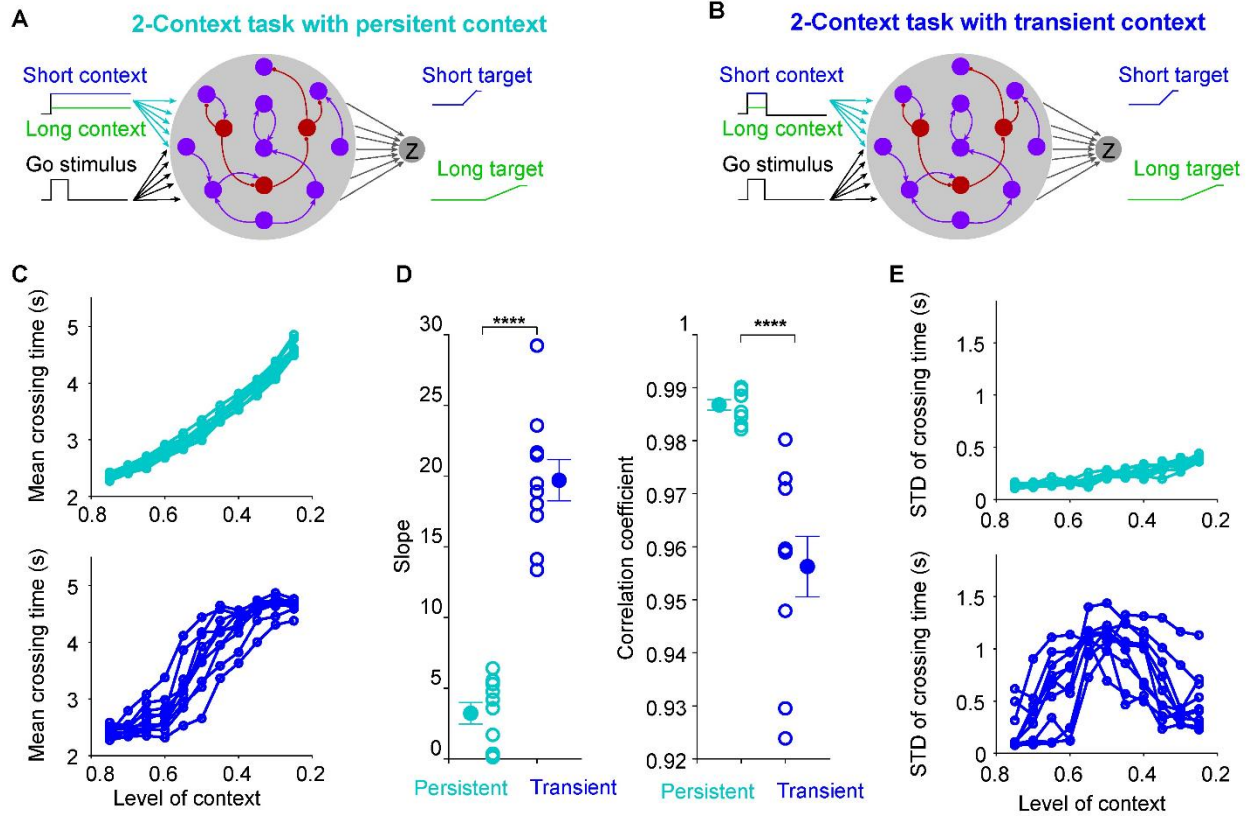 A
2-Context task with persitent context
Short context
Long context
Go stimulus
Z
Short target
Long target
B
2-Context task with transient context
Short context
Long context
Go stimulus
Z
Short target
Long target
C
Mean crossing time (s)
5
4
3
2
0.8 0.6 0.4 0.2
Mean crossing time (s)
5
4
3
2
0.8 0.6 0.4 0.2
Level of context
D
Slope
30
25
20
15
10
5
0
****
Persistent Transient
Correlation coefficient
1
0.99
0.98
0.97
0.96
0.95
0.94
0.93
0.92
****
Persistent Transient
E
STD of crossing time (s)
1.5
1
0.5
0
0.8 0.6 0.4 0.2
STD of crossing time (s)
1.5
1
0.5
0
0.8 0.6 0.4 0.2
Level of context